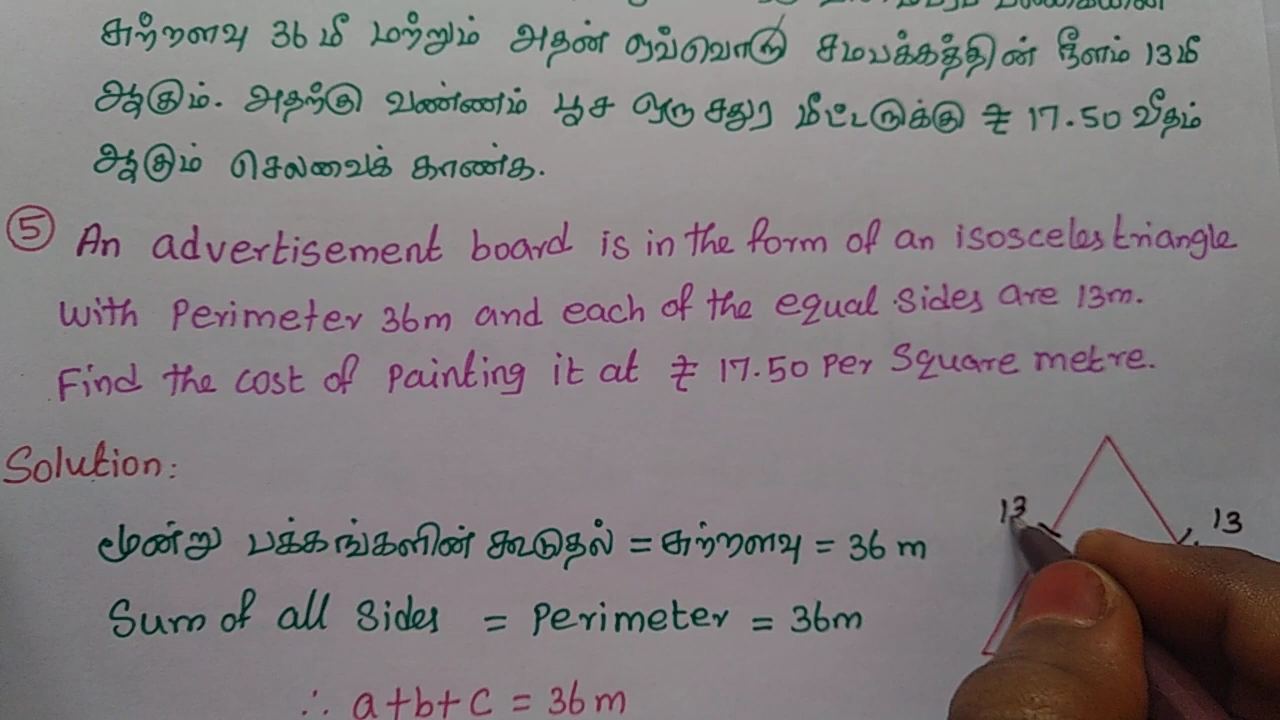 சுற்றளவு 36 மீ மற்றும் அதன் ஒவ்வொரு சமபக்கத்தின் நீளம் 13 மீ
ஆகும். அதற்கு வண்ணம் பூச ஒரு சதுர மீட்டருக்கு ₹ 17.50 வீதம்
ஆகும் செலவைக் காண்க.
5 An advertisement board is in the form of an isosceles triangle
with perimeter 36m and each of the equal sides are 13m.
Find the cost of painting it at ₹ 17.50 per square metre.
Solution:
13
13
மூன்று பக்கங்களின் கூடுதல் = சுற்றளவு = 36 m
Sum of all sides = perimeter = 36m
∴ a+b+c = 36m